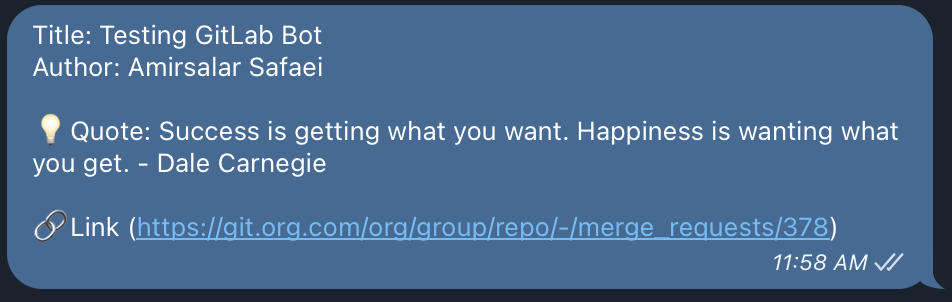 Title: Testing GitLab Bot
Author: Amirsalar Safaei
💡 Quote: Success is getting what you want. Happiness is wanting what
you get. - Dale Carnegie
🔗Link (https://git.org.com/org/group/repo/-/merge_requests/378)
11:58 AM